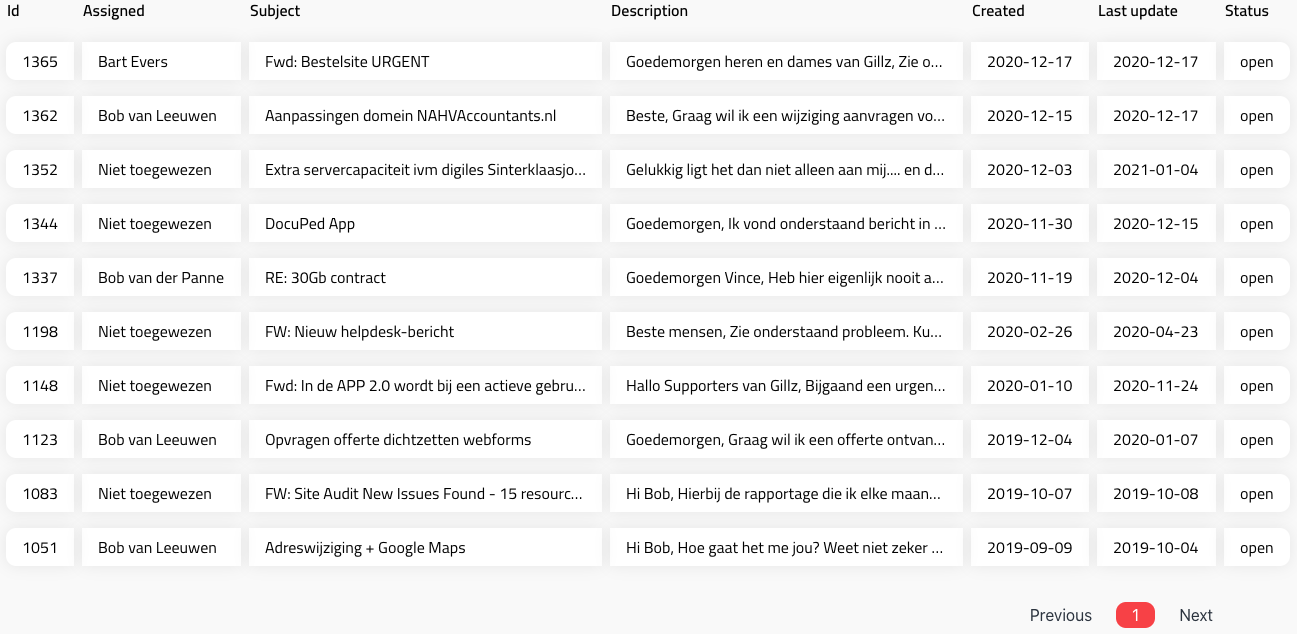 Id Assigned Subject Description Created Last update Status
1365 Bart Evers Fwd: Bestelsite URGENT Goedemorgen heren en dames van Gillz, Zie o... 2020-12-17 2020-12-17 open
1362 Bob van Leeuwen Aanpassingen domein NAHVAccountants.nl Beste, Graag wil ik een wijziging aanvragen vo... 2020-12-15 2020-12-17 open
1352 Niet toegewezen Extra servercapaciteit ivm digiles Sinterklaasjo... Gelukkig ligt het dan niet alleen aan mij.... en d... 2020-12-03 2021-01-04 open
1344 Niet toegewezen DocuPed App Goedemorgen, Ik vond onderstaand bericht in ... 2020-11-30 2020-12-15 open
1337 Bob van der Panne RE: 30Gb contract Goedemorgen Vince, Heb hier eigenlijk nooit a... 2020-11-19 2020-12-04 open
1198 Niet toegewezen FW: Nieuw helpdesk-bericht Beste mensen, Zie onderstaand probleem. Ku... 2020-02-26 2020-04-23 open
1148 Niet toegewezen Fwd: In de APP 2.0 wordt bij een actieve gebru... Hallo Supporters van Gillz, Bijgaand een urgen... 2020-01-10 2020-11-24 open
1123 Bob van Leeuwen Opvragen offerte dichtzetten webforms Goedemorgen, Graag wil ik een offerte ontvan... 2019-12-04 2020-01-07 open
1083 Niet toegewezen FW: Site Audit New Issues Found - 15 resourc... Hi Bob, Hierbij de rapportage die ik elke maan... 2019-10-07 2019-10-08 open
1051 Bob van Leeuwen Adreswijziging + Google Maps Hi Bob, Hoe gaat het me jou? Weet niet zeker ... 2019-09-09 2019-10-04 open
Previous 1 Next